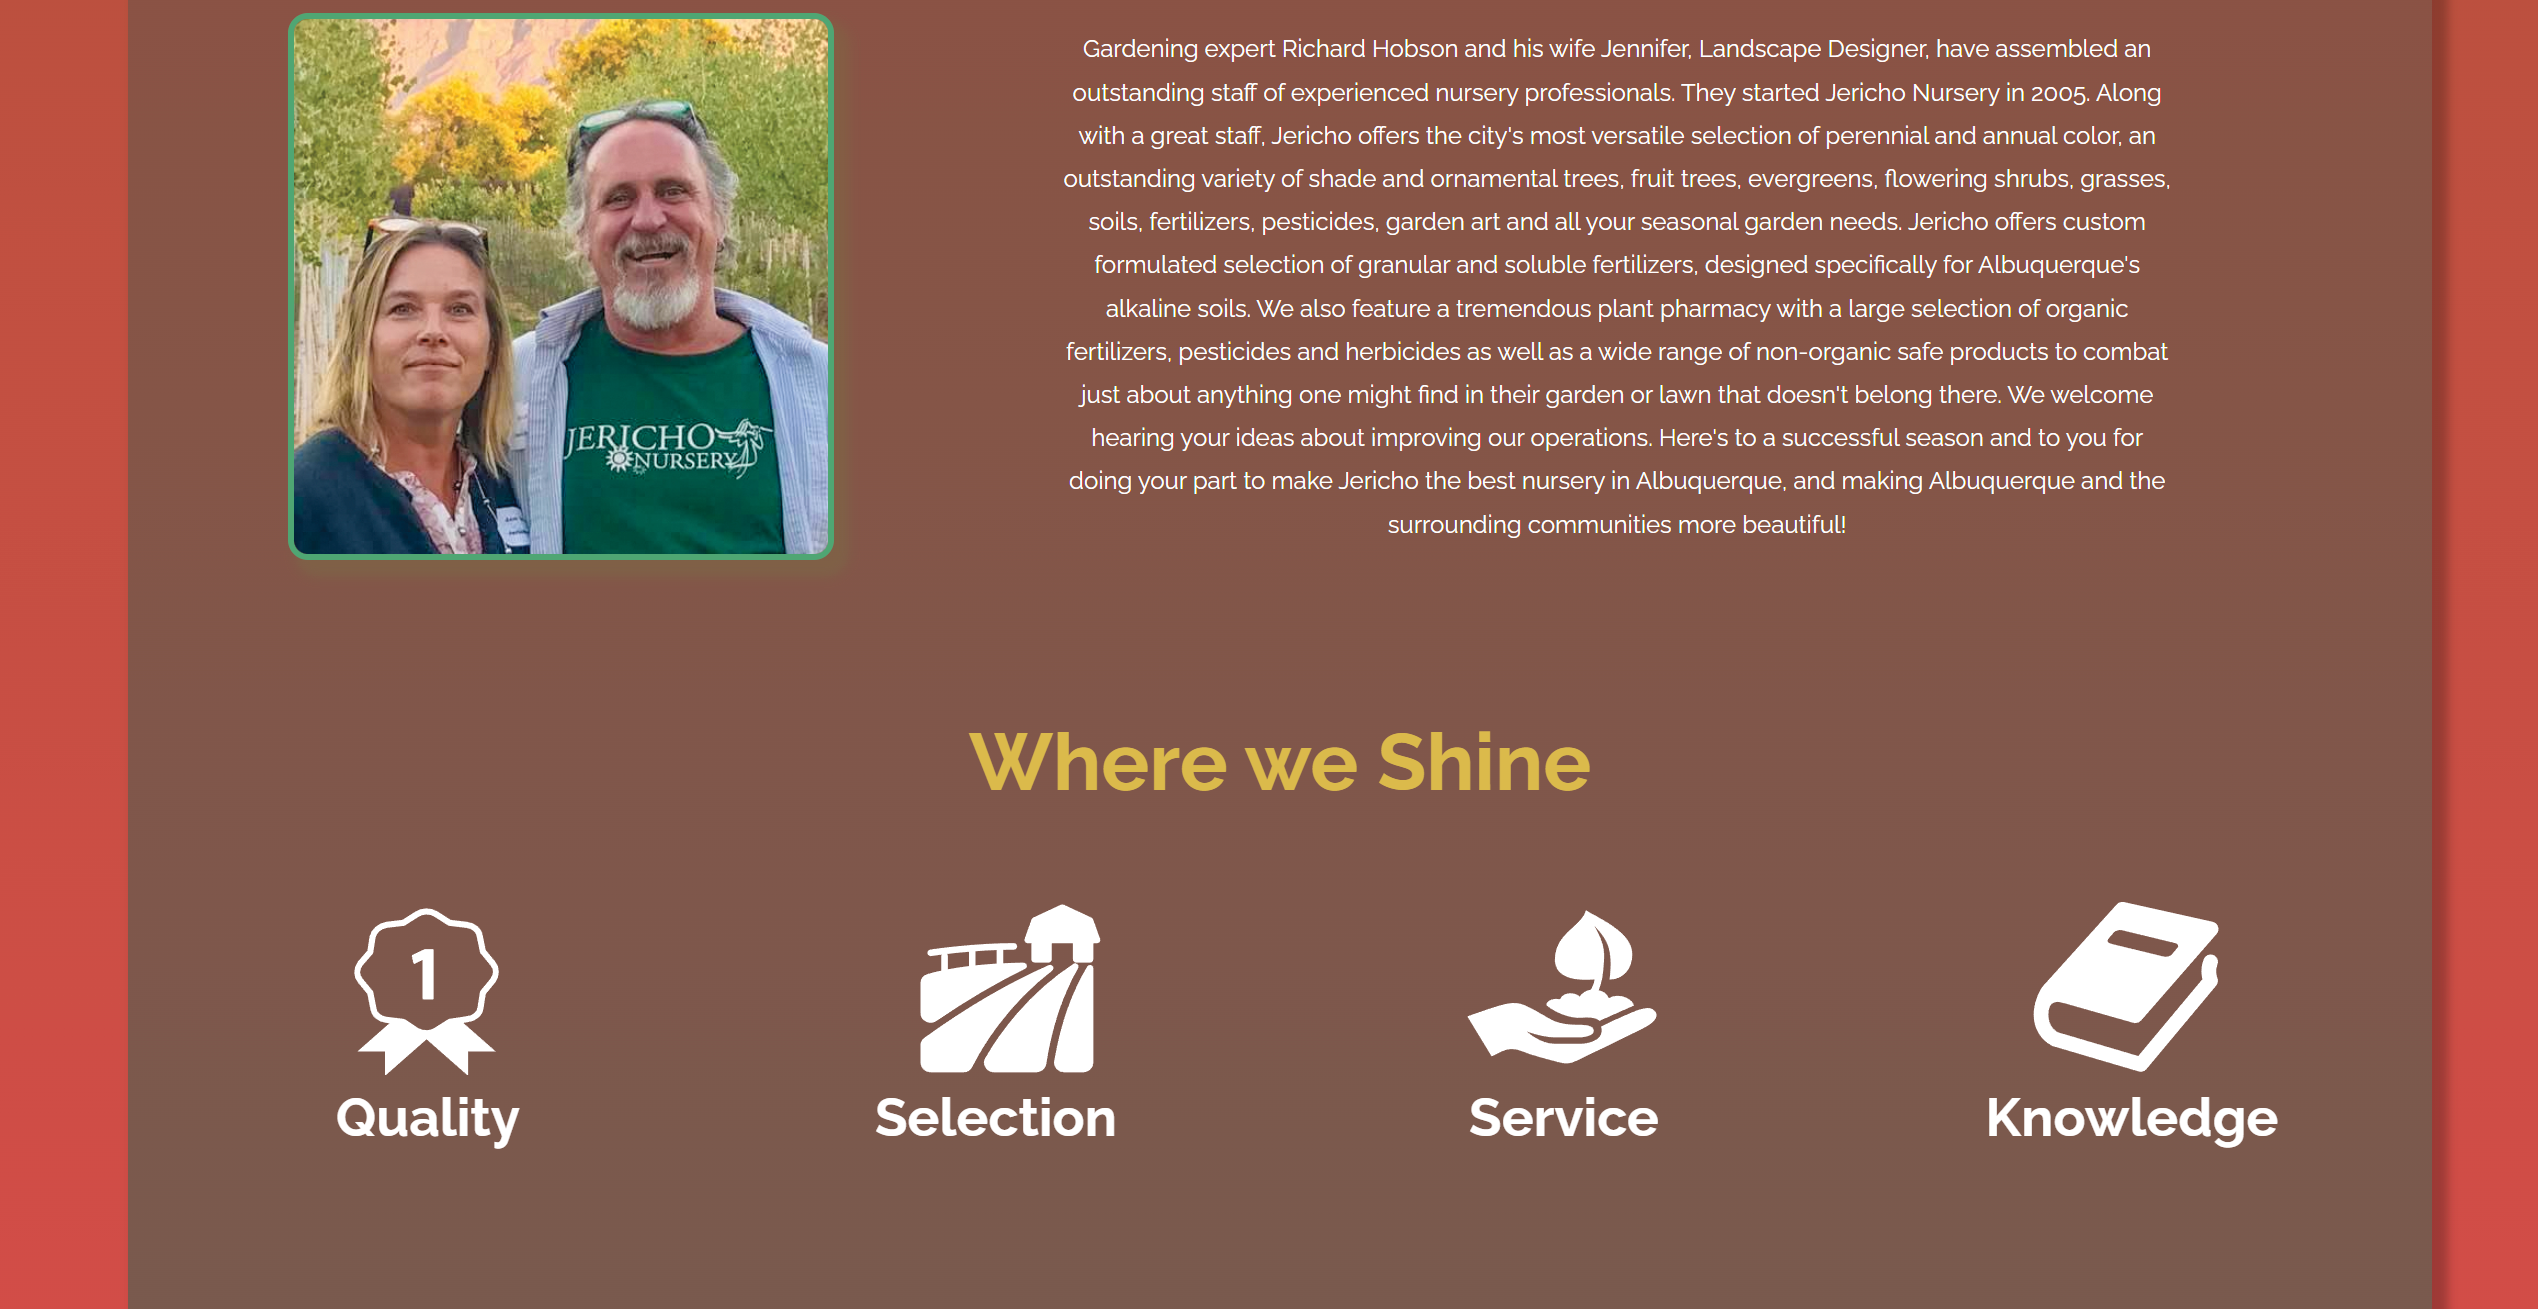 Gardening expert Richard Hobson and his wife Jennifer, Landscape Designer, have assembled an
outstanding staff of experienced nursery professionals. They started Jericho Nursery in 2005. Along
with a great staff, Jericho offers the city's most versatile selection of perennial and annual color, an
outstanding variety of shade and ornamental trees, fruit trees, evergreens, flowering shrubs, grasses,
soils, fertilizers, pesticides, garden art and all your seasonal garden needs. Jericho offers custom
formulated selection of granular and soluble fertilizers, designed specifically for Albuquerque's
alkaline soils. We also feature a tremendous plant pharmacy with a large selection of organic
fertilizers, pesticides and herbicides as well as a wide range of non-organic safe products to combat
just about anything one might find in their garden or lawn that doesn't belong there. We welcome
hearing your ideas about improving our operations. Here's to a successful season and to you for
doing your part to make Jericho the best nursery in Albuquerque, and making Albuquerque and the
surrounding communities more beautiful!
JERICHO
NURSERY
Where we Shine
1
Quality
Selection
Service
Knowledge